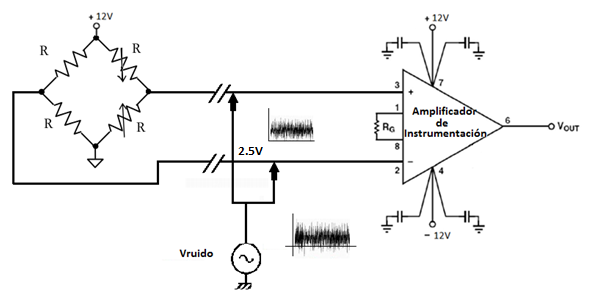 + 12V
R
R
R
R
2.5V
Vruido
+ 12V
3
+
7
1
RG
8
Amplificador
de
Instrumentación
6
VOUT
−
2
4
− 12V